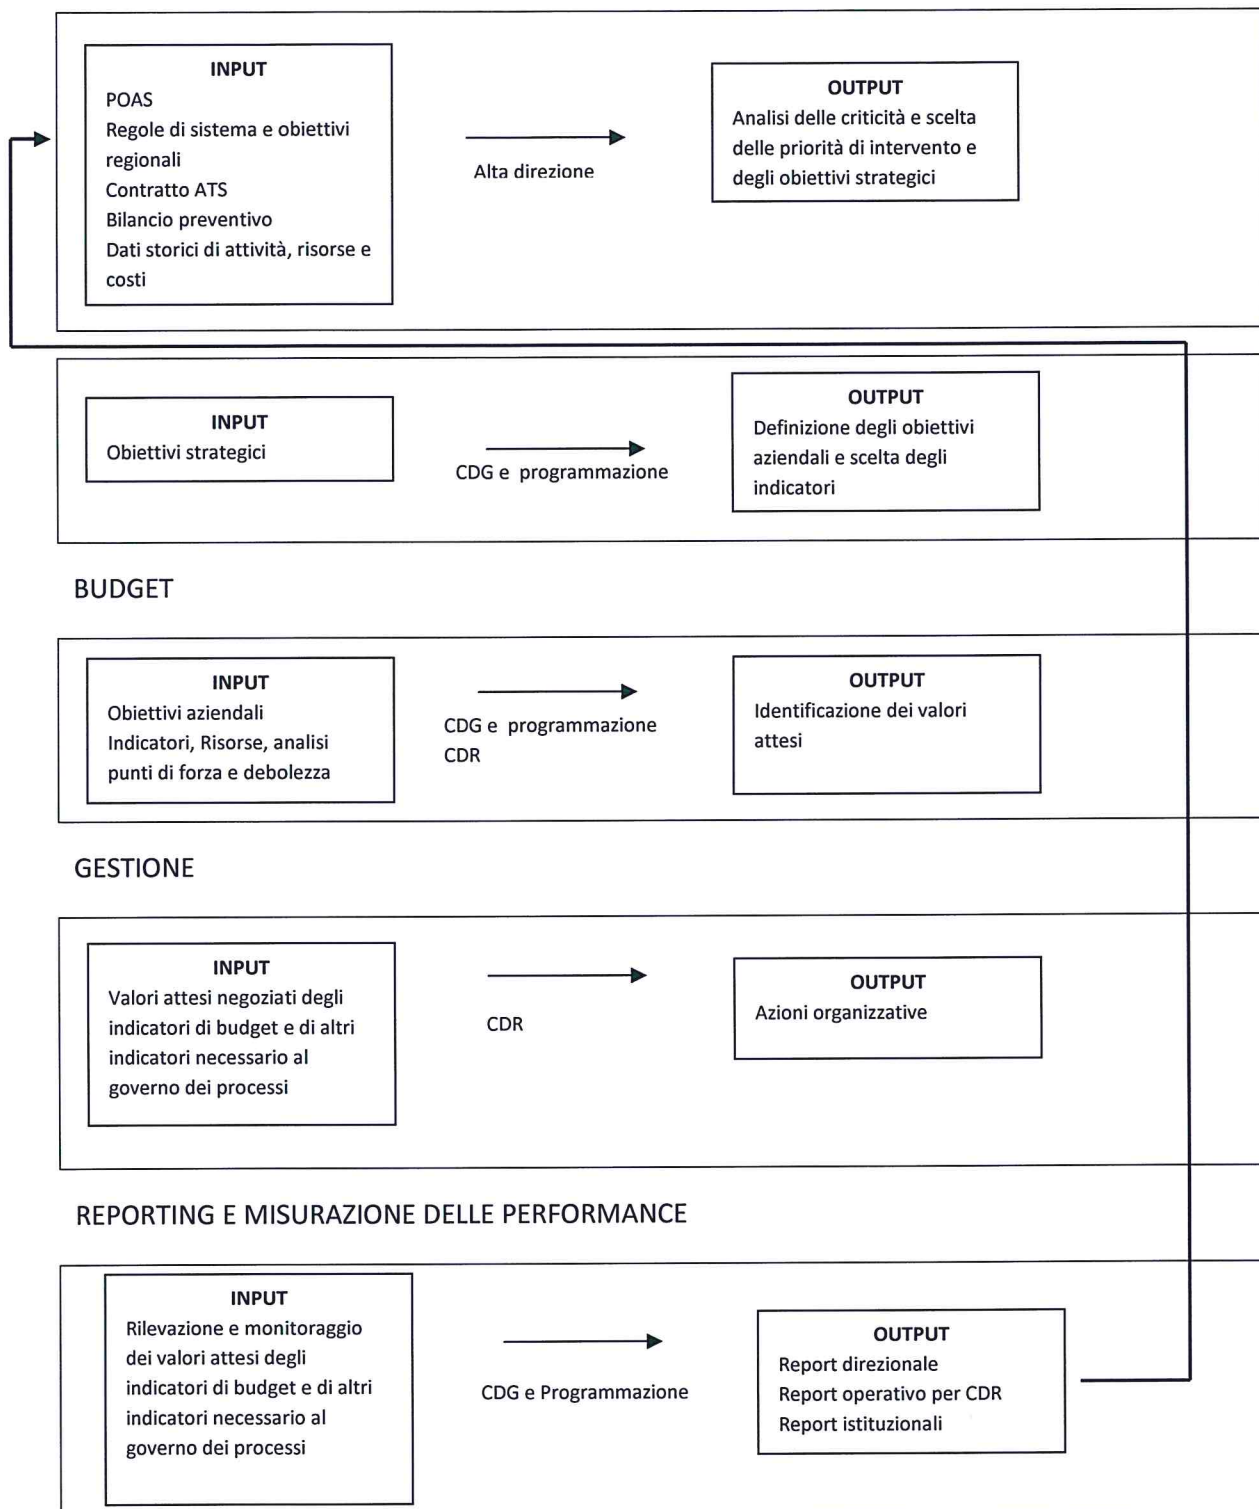 INPUT
POAS
Regole di sistema e obiettivi
regionali
Contratto ATS
Bilancio preventivo
Dati storici di attività, risorse e
costi
Alta direzione
OUTPUT
Analisi delle criticità e scelta
delle priorità di intervento e
degli obiettivi strategici
INPUT
Obiettivi strategici
CDG e programmazione
OUTPUT
Definizione degli obiettivi
aziendali e scelta degli
indicatori
BUDGET
INPUT
Obiettivi aziendali
Indicatori, Risorse, analisi
punti di forza e debolezza
CDG e programmazione
CDR
OUTPUT
Identificazione dei valori
attesi
GESTIONE
INPUT
Valori attesi negoziati degli
indicatori di budget e di altri
indicatori necessario al
governo dei processi
CDR
OUTPUT
Azioni organizzative
REPORTING E MISURAZIONE DELLE PERFORMANCE
INPUT
Rilevazione e monitoraggio
dei valori attesi degli
indicatori di budget e di altri
indicatori necessario al
governo dei processi
CDG e Programmazione
OUTPUT
Report direzionale
Report operativo per CDR
Report istituzionali